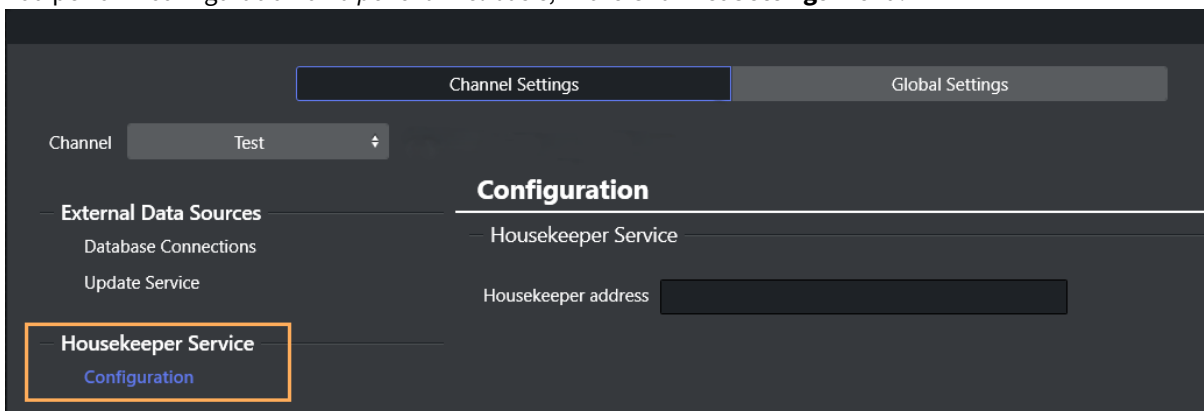 Channel Settings
Global Settings
Channel
Test
Configuration
External Data Sources
Housekeeper Service
Database Connections
Update Service
Housekeeper address
Housekeeper Service
Configuration